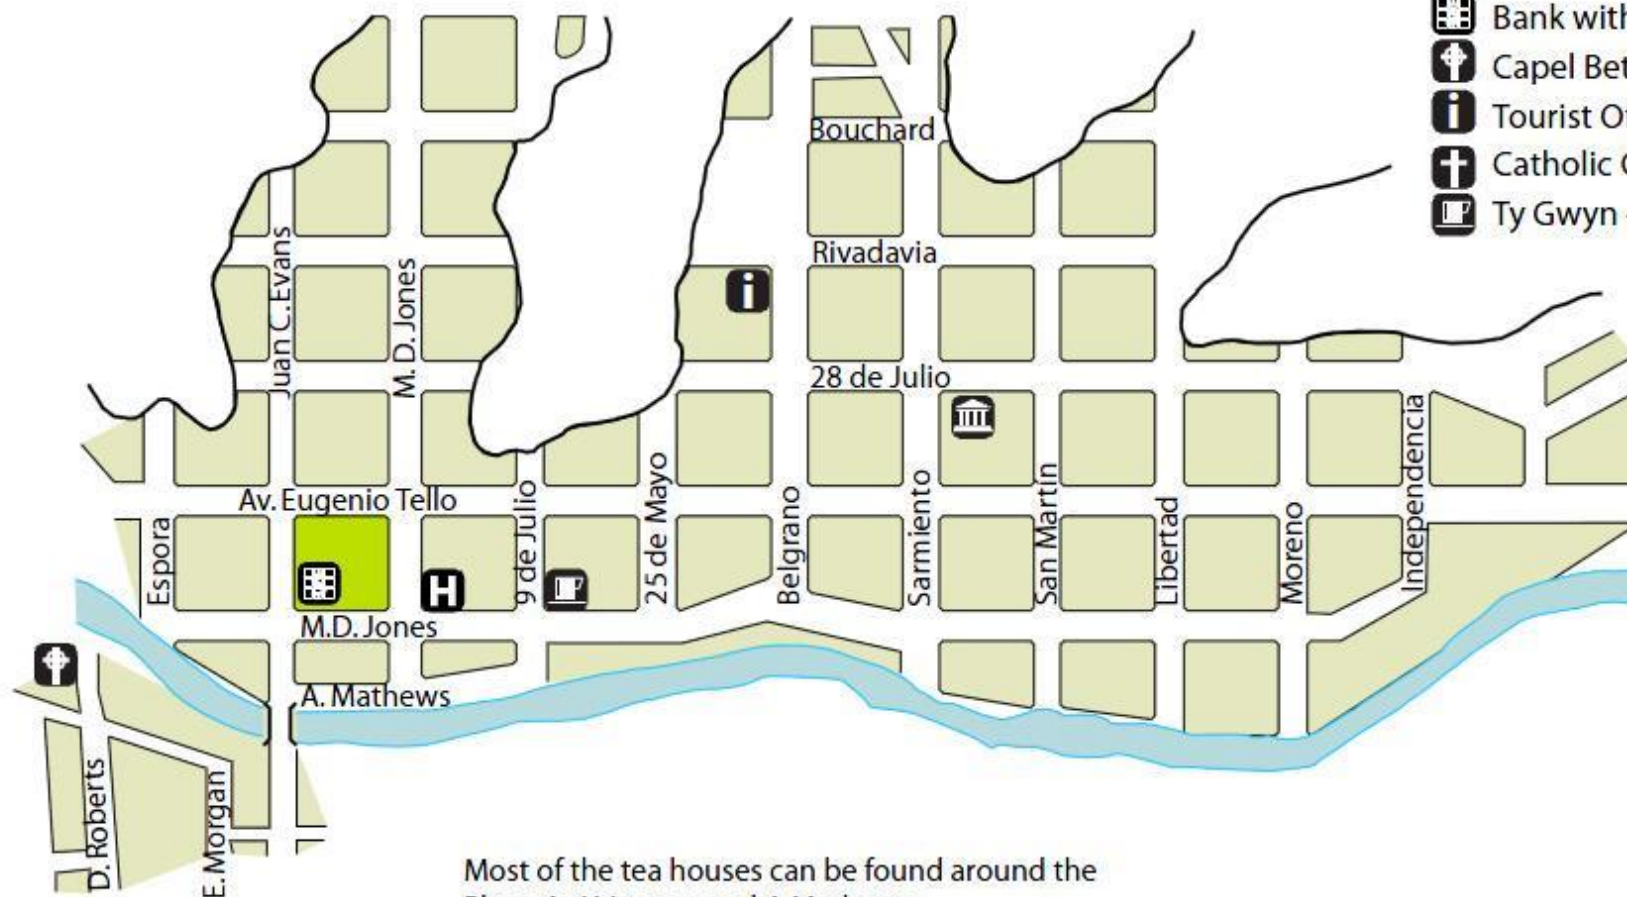 Bank with
Capel Bet
Tourist Of
Catholic
Ty Gwyn
Bouchard
Rivadavia
Juan C. Evans
M. D. Jones
28 de Julio
Av. Eugenio Tello
Espora
9 de Julio
25 de Mayo
Belgrano
Sarmiento
San Martín
Libertad
Moreno
Independencia
H
M.D. Jones
A. Mathews
D. Roberts
E. Morgan
Most of the tea houses can be found around the